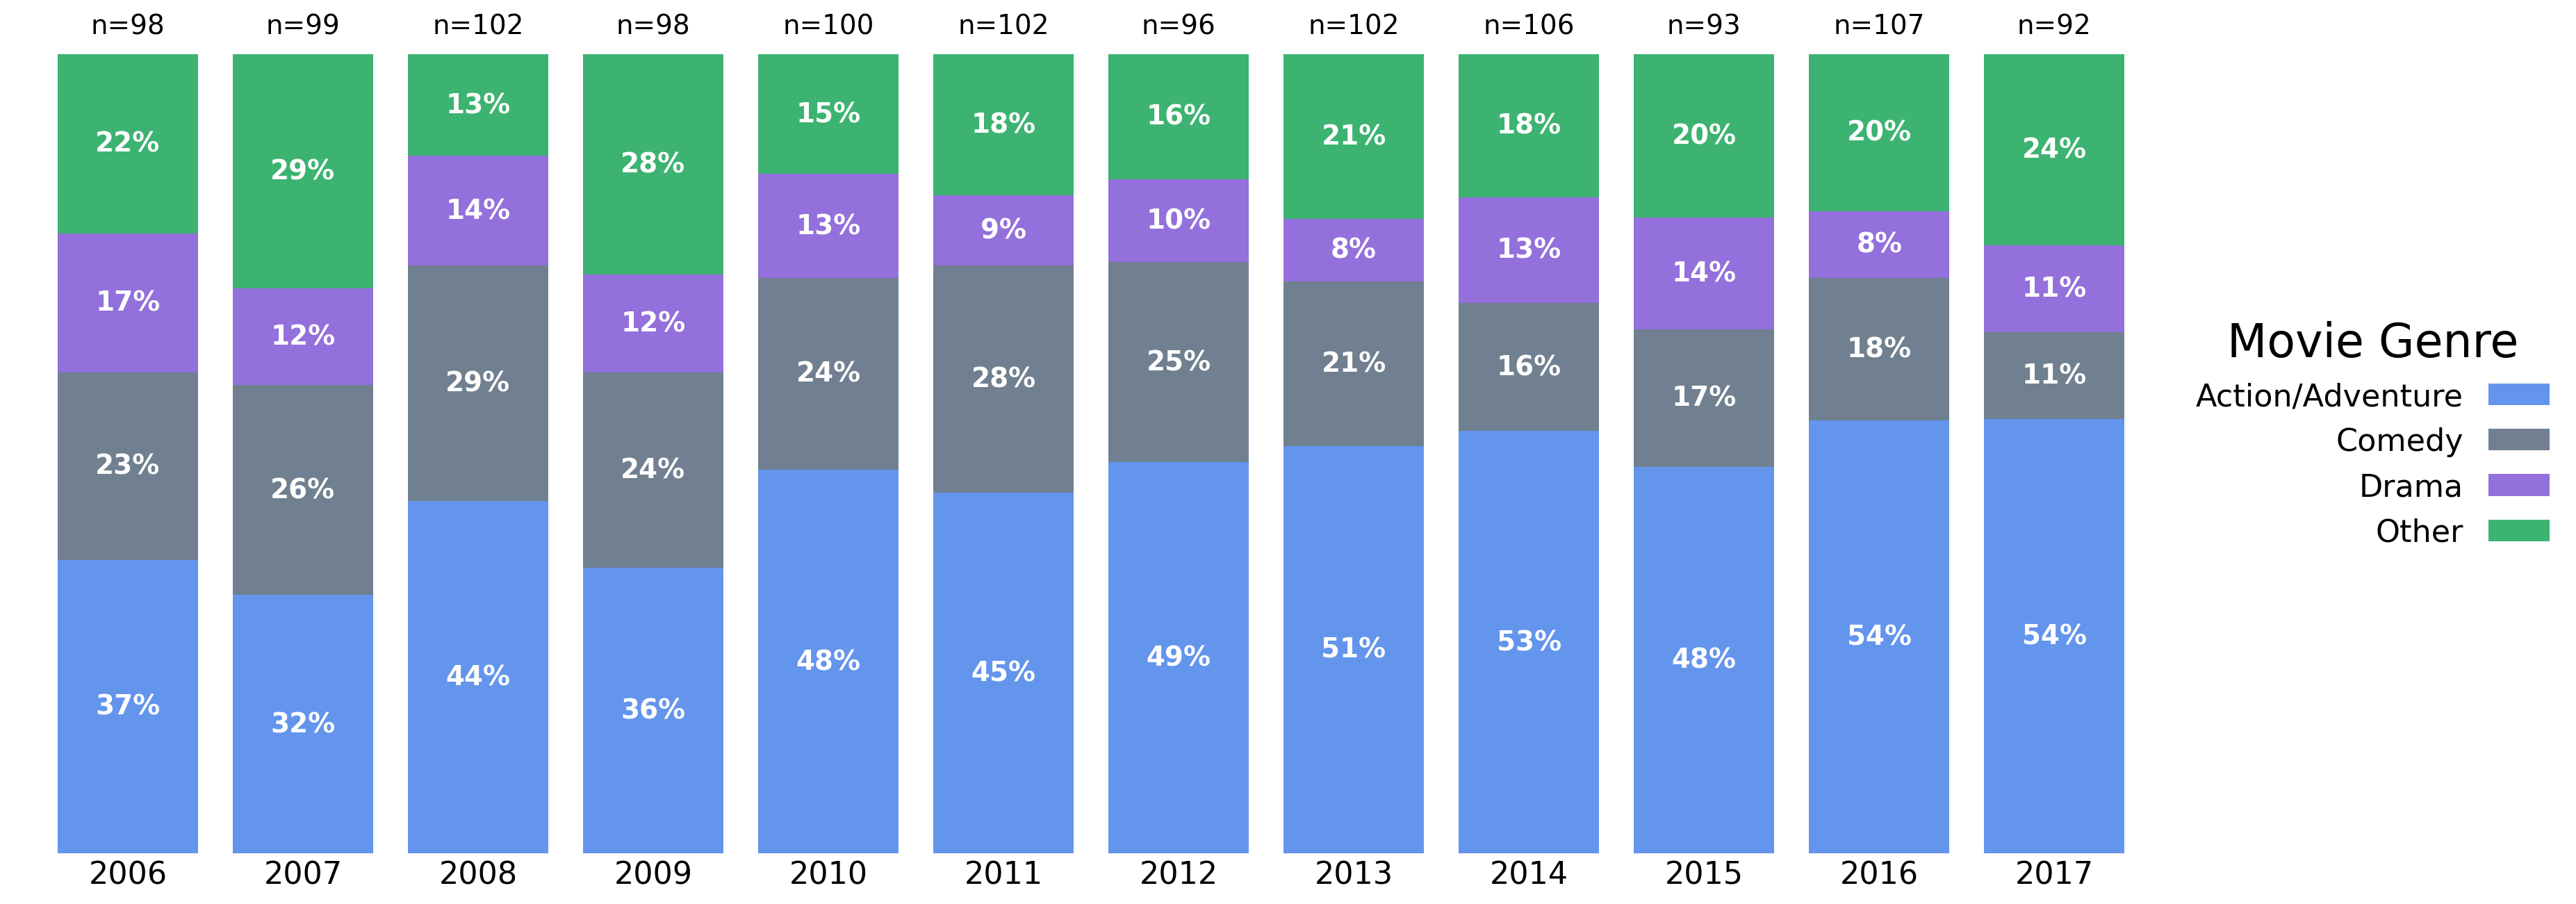 n=98 n=99 n=102 n=98 n=100 n=102 n=96 n=102 n=106 n=93 n=107 n=92
22% 29% 13% 28% 15% 18% 16% 21% 18% 20% 20% 24%
17% 12% 14% 12% 13% 9% 10% 8% 13% 14% 8% 11%
23% 26% 29% 24% 24% 28% 25% 21% 16% 17% 18% 11%
37% 32% 44% 36% 48% 45% 49% 51% 53% 48% 54% 54%
2006 2007 2008 2009 2010 2011 2012 2013 2014 2015 2016 2017
Movie Genre
Action/Adventure
Comedy
Drama
Other